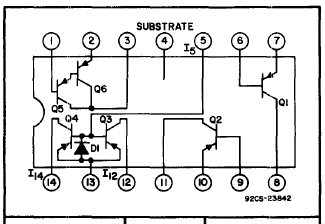 SUBSTRATE
1 2 3 4 I5 5 6 7
Q5 Q6 Q1
Q4 Q3 Q2
D1
I14 I12
14 13 12 11 10 9 8
92CS-23842